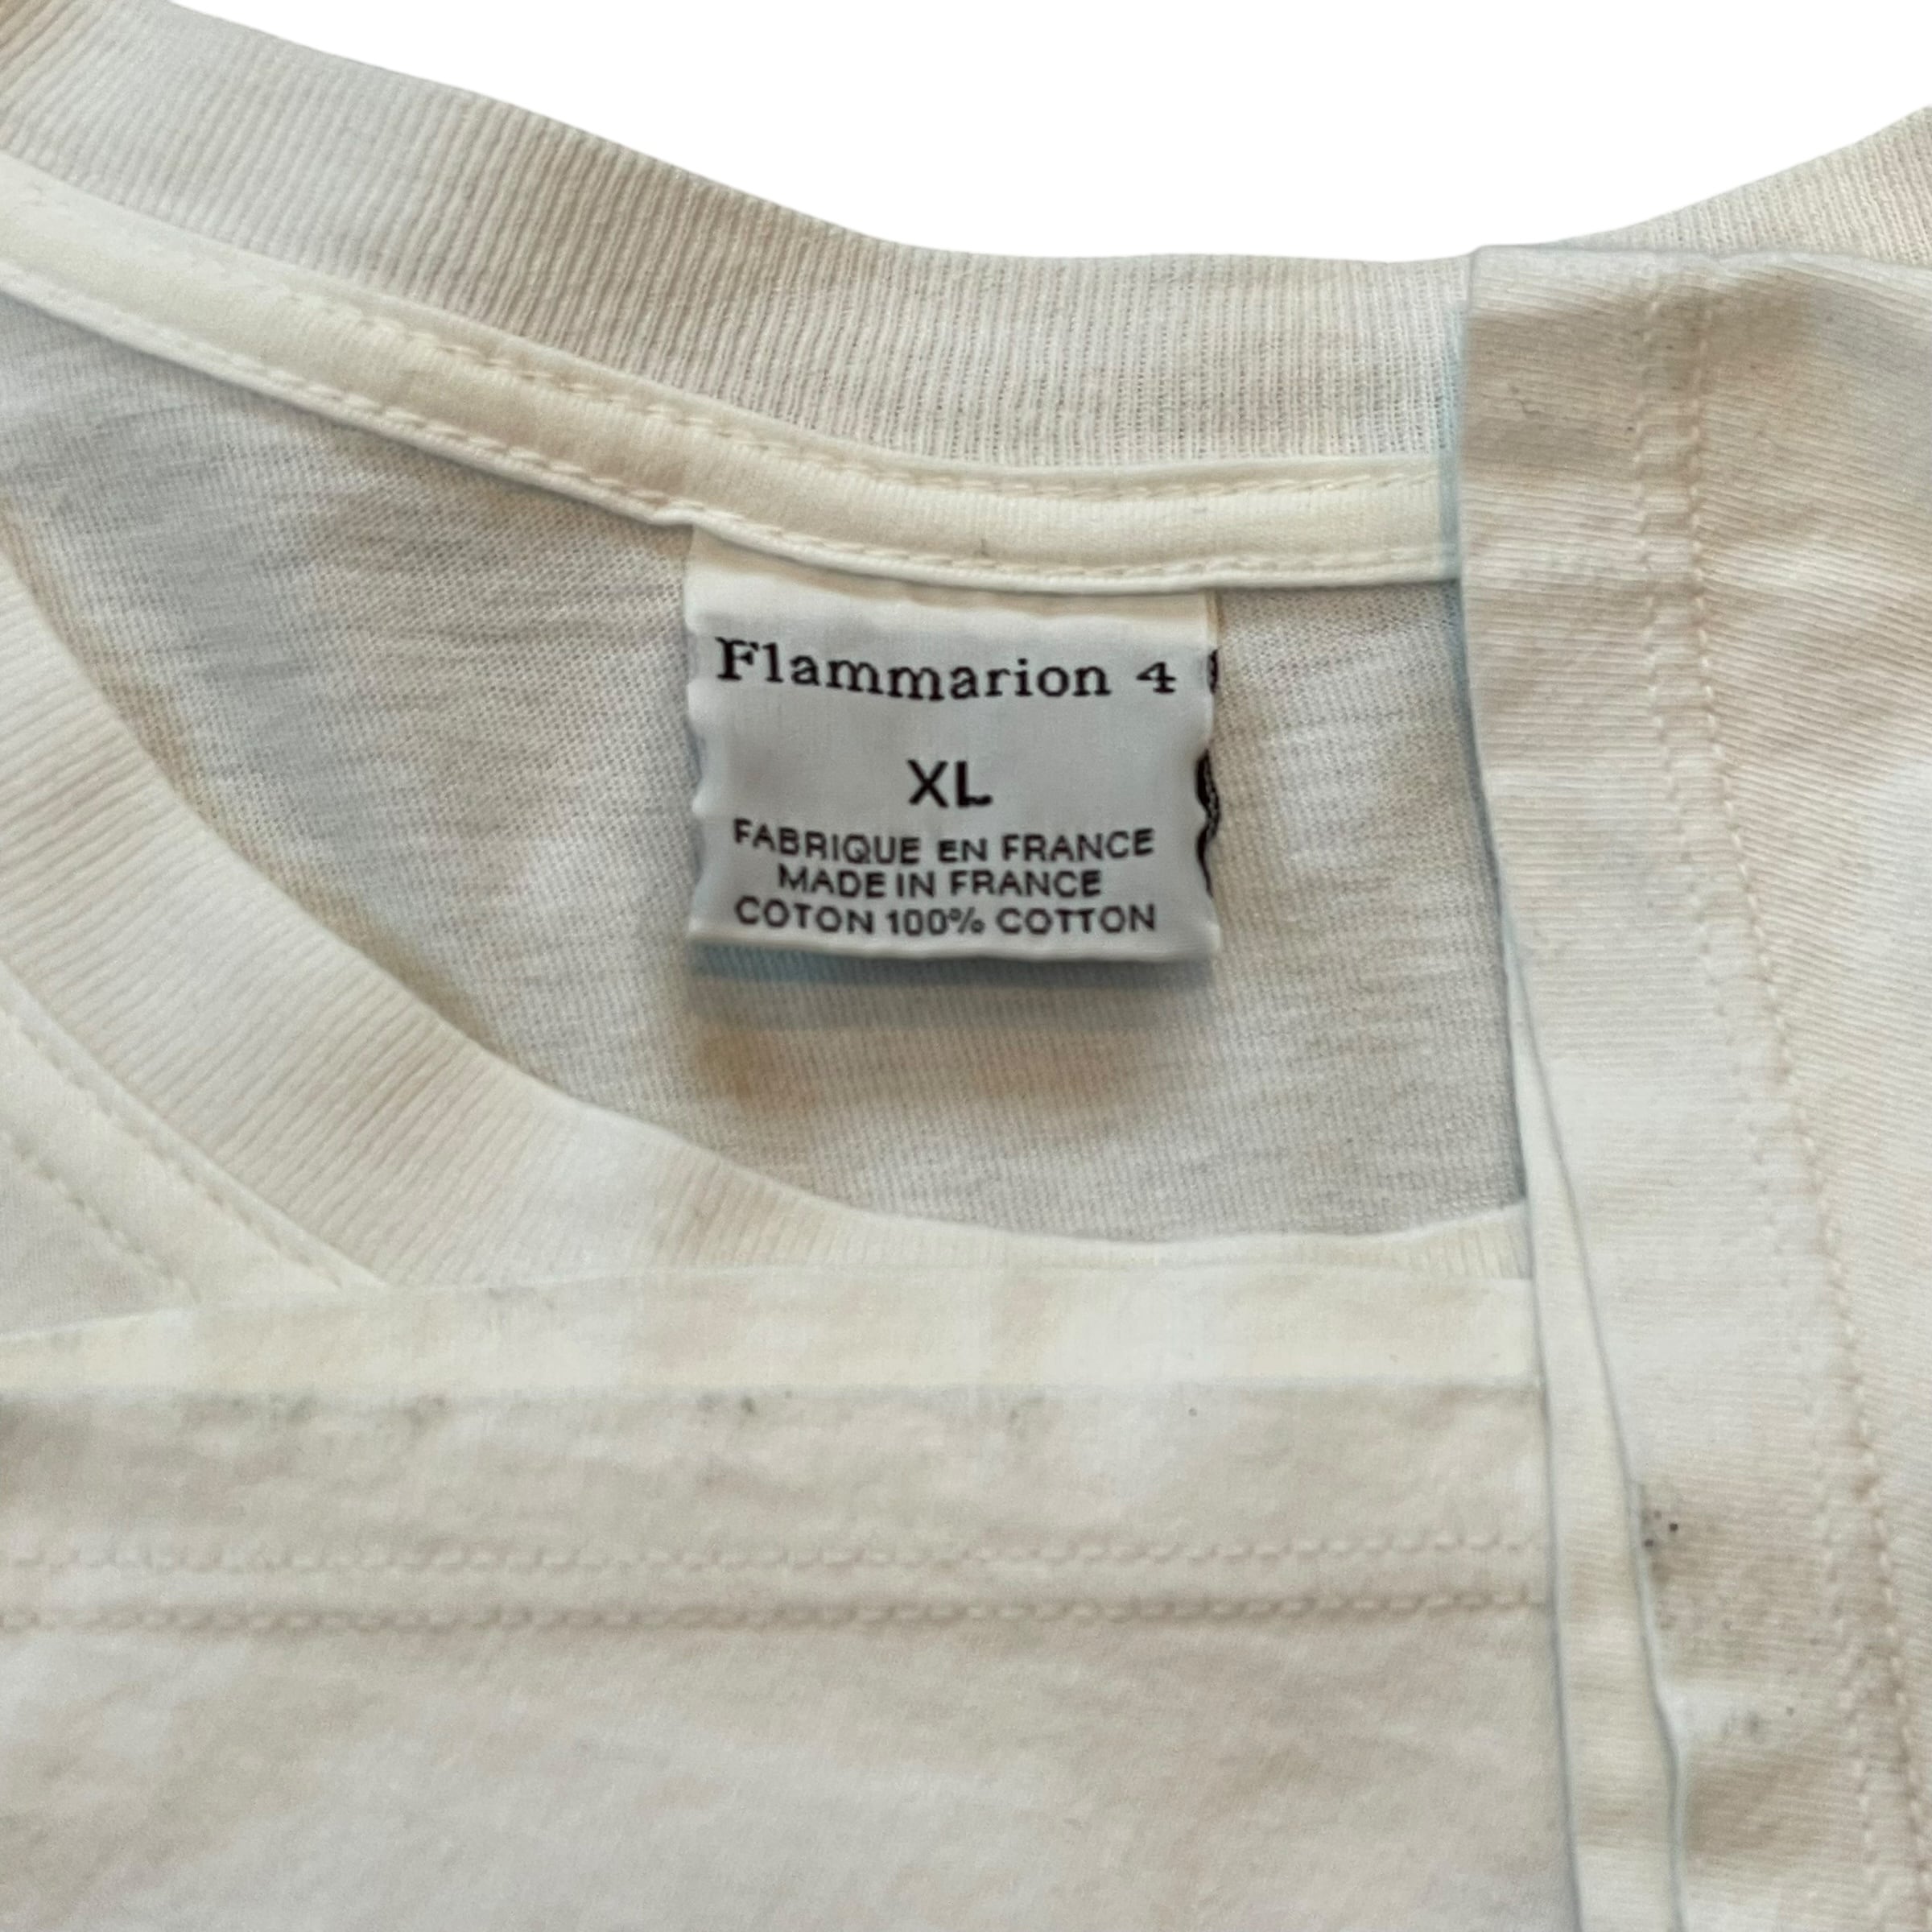 Flammarion 4
XL
FABRIQUE EN FRANCE
MADE IN FRANCE
COTON 100% COTTON